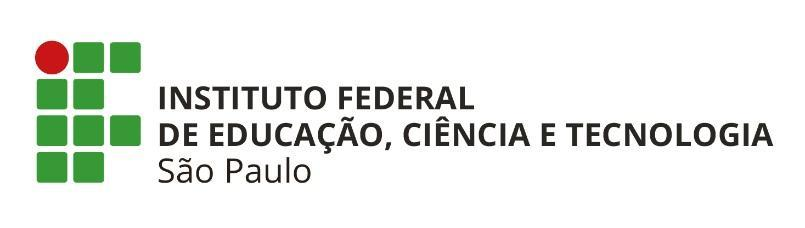 INSTITUTO FEDERAL
DE EDUCAÇÃO, CIÊNCIA E TECNOLOGIA
São Paulo